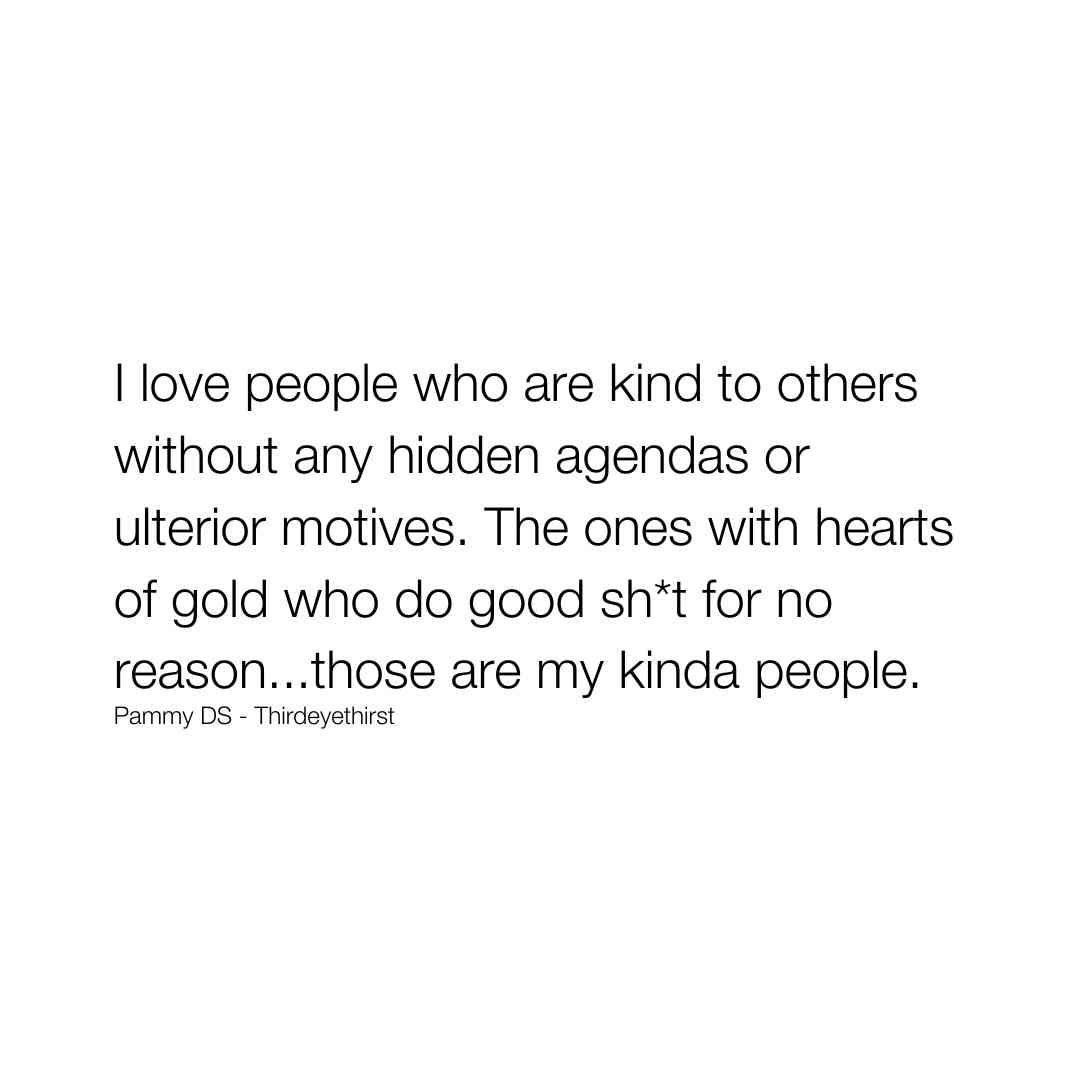 I love people who are kind to others
without any hidden agendas or
ulterior motives. The ones with hearts
of gold who do good sh*t for no
reason...those are my kinda people.
Pammy DS - Thirdeyethirst